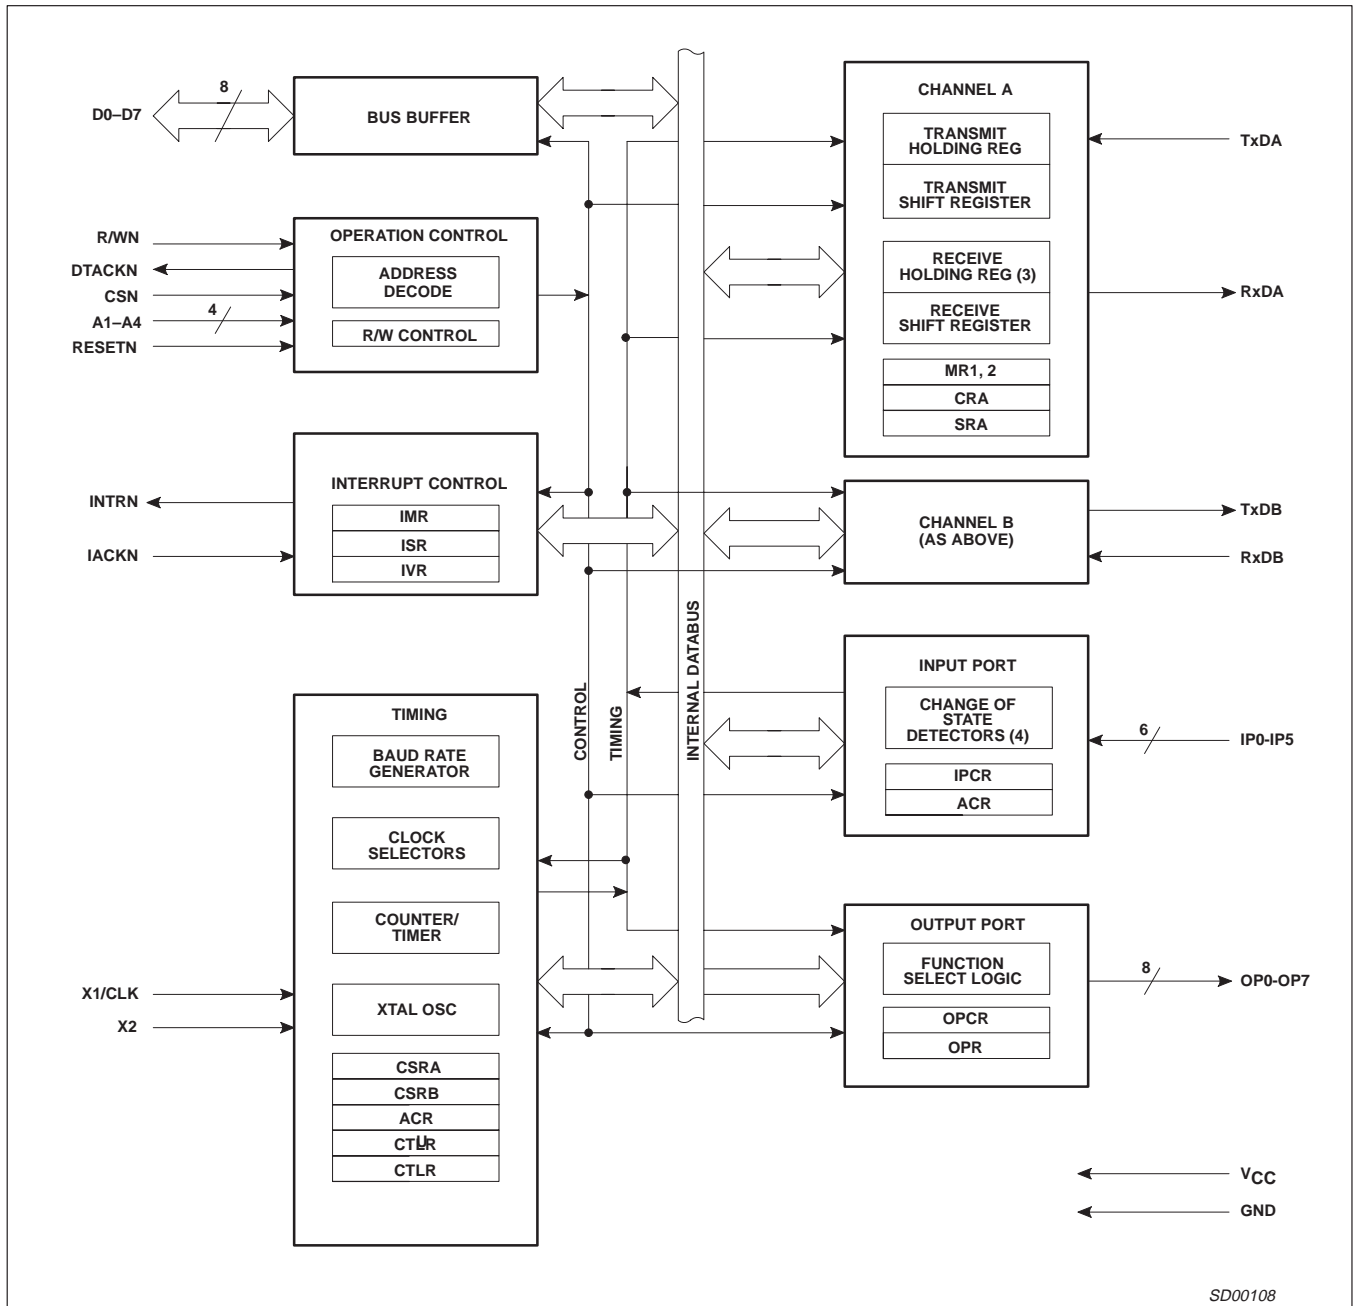 D0–D7
8
BUS BUFFER
R/WN
DTACKN
CSN
A1–A4
4
RESETN
OPERATION CONTROL
ADDRESS
DECODE
R/W CONTROL
INTRN
IACKN
INTERRUPT CONTROL
IMR
ISR
IVR
TIMING
BAUD RATE
GENERATOR
CLOCK
SELECTORS
COUNTER/
TIMER
XTAL OSC
X1/CLK
X2
CSRA
CSRB
ACR
CTLR
CONTROL
TIMING
INTERNAL DATABUS
CHANNEL A
TRANSMIT
HOLDING REG
TRANSMIT
SHIFT REGISTER
RECEIVE
HOLDING REG (3)
RECEIVE
SHIFT REGISTER
MR1, 2
CRA
SRA
TxDA
RxDA
CHANNEL B
(AS ABOVE)
TxDB
RxDB
INPUT PORT
CHANGE OF
STATE
DETECTORS (4)
IPCR
ACR
6
IP0-IP5
OUTPUT PORT
FUNCTION
SELECT LOGIC
OPCR
OPR
8
OP0-OP7
VCC
GND
SD00108